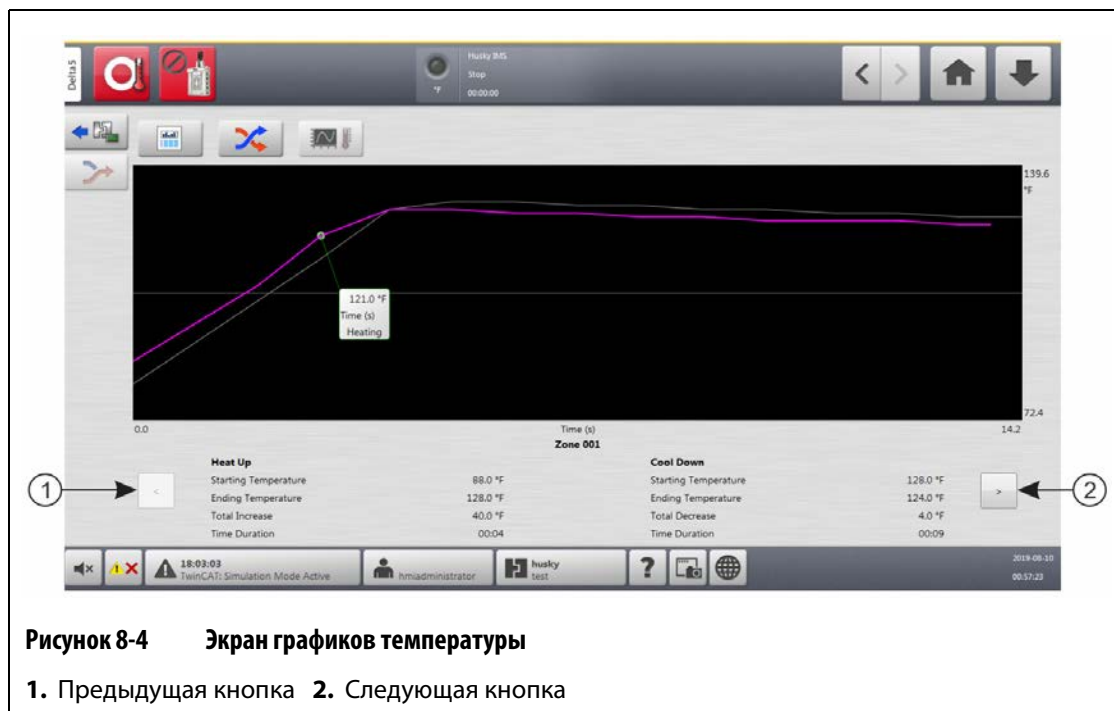 Delta5
Husky IMS
Stop
°F 00:00:00
139.6
°F
121.0 °F
Time (s)
Heating
72.4
0.0 Time (s) 14.2
Zone 001
Heat Up Cool Down
1 < Starting Temperature 88.0 °F Starting Temperature 128.0 °F > 2
Ending Temperature 128.0 °F Ending Temperature 124.0 °F
Total Increase 40.0 °F Total Decrease 4.0 °F
Time Duration 00:04 Time Duration 00:09
18:03:03 husky 2019-08-10
TwinCAT: Simulation Mode Active hmiadministrator test ? 00:57:23
Рисунок 8-4 Экран графиков температуры
1. Предыдущая кнопка 2. Следующая кнопка